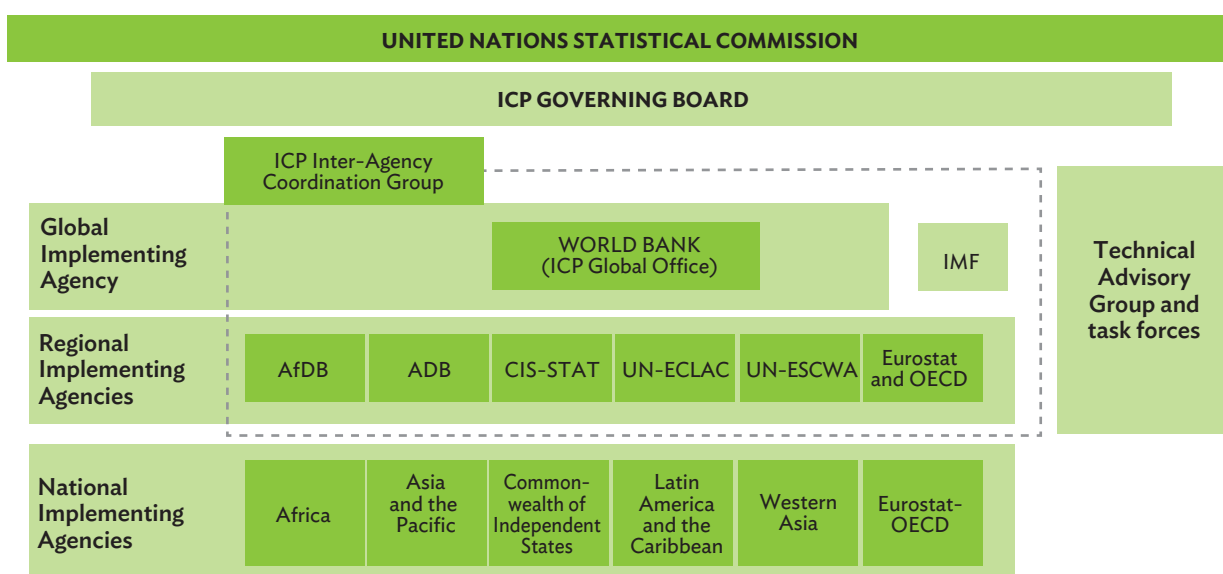 UNITED NATIONS STATISTICAL COMMISSION
ICP GOVERNING BOARD
ICP Inter-Agency
Coordination Group
Global
Implementing
Agency
WORLD BANK
(ICP Global Office)
IMF
Technical
Advisory
Group and
task forces
Regional
Implementing
Agencies
AfDB
ADB
CIS-STAT
UN-ECLAC
UN-ESCWA
Eurostat
and OECD
National
Implementing
Agencies
Africa
Asia
and the
Pacific
Common-
wealth of
Independent
States
Latin
America
and the
Caribbean
Western
Asia
Eurostat-
OECD